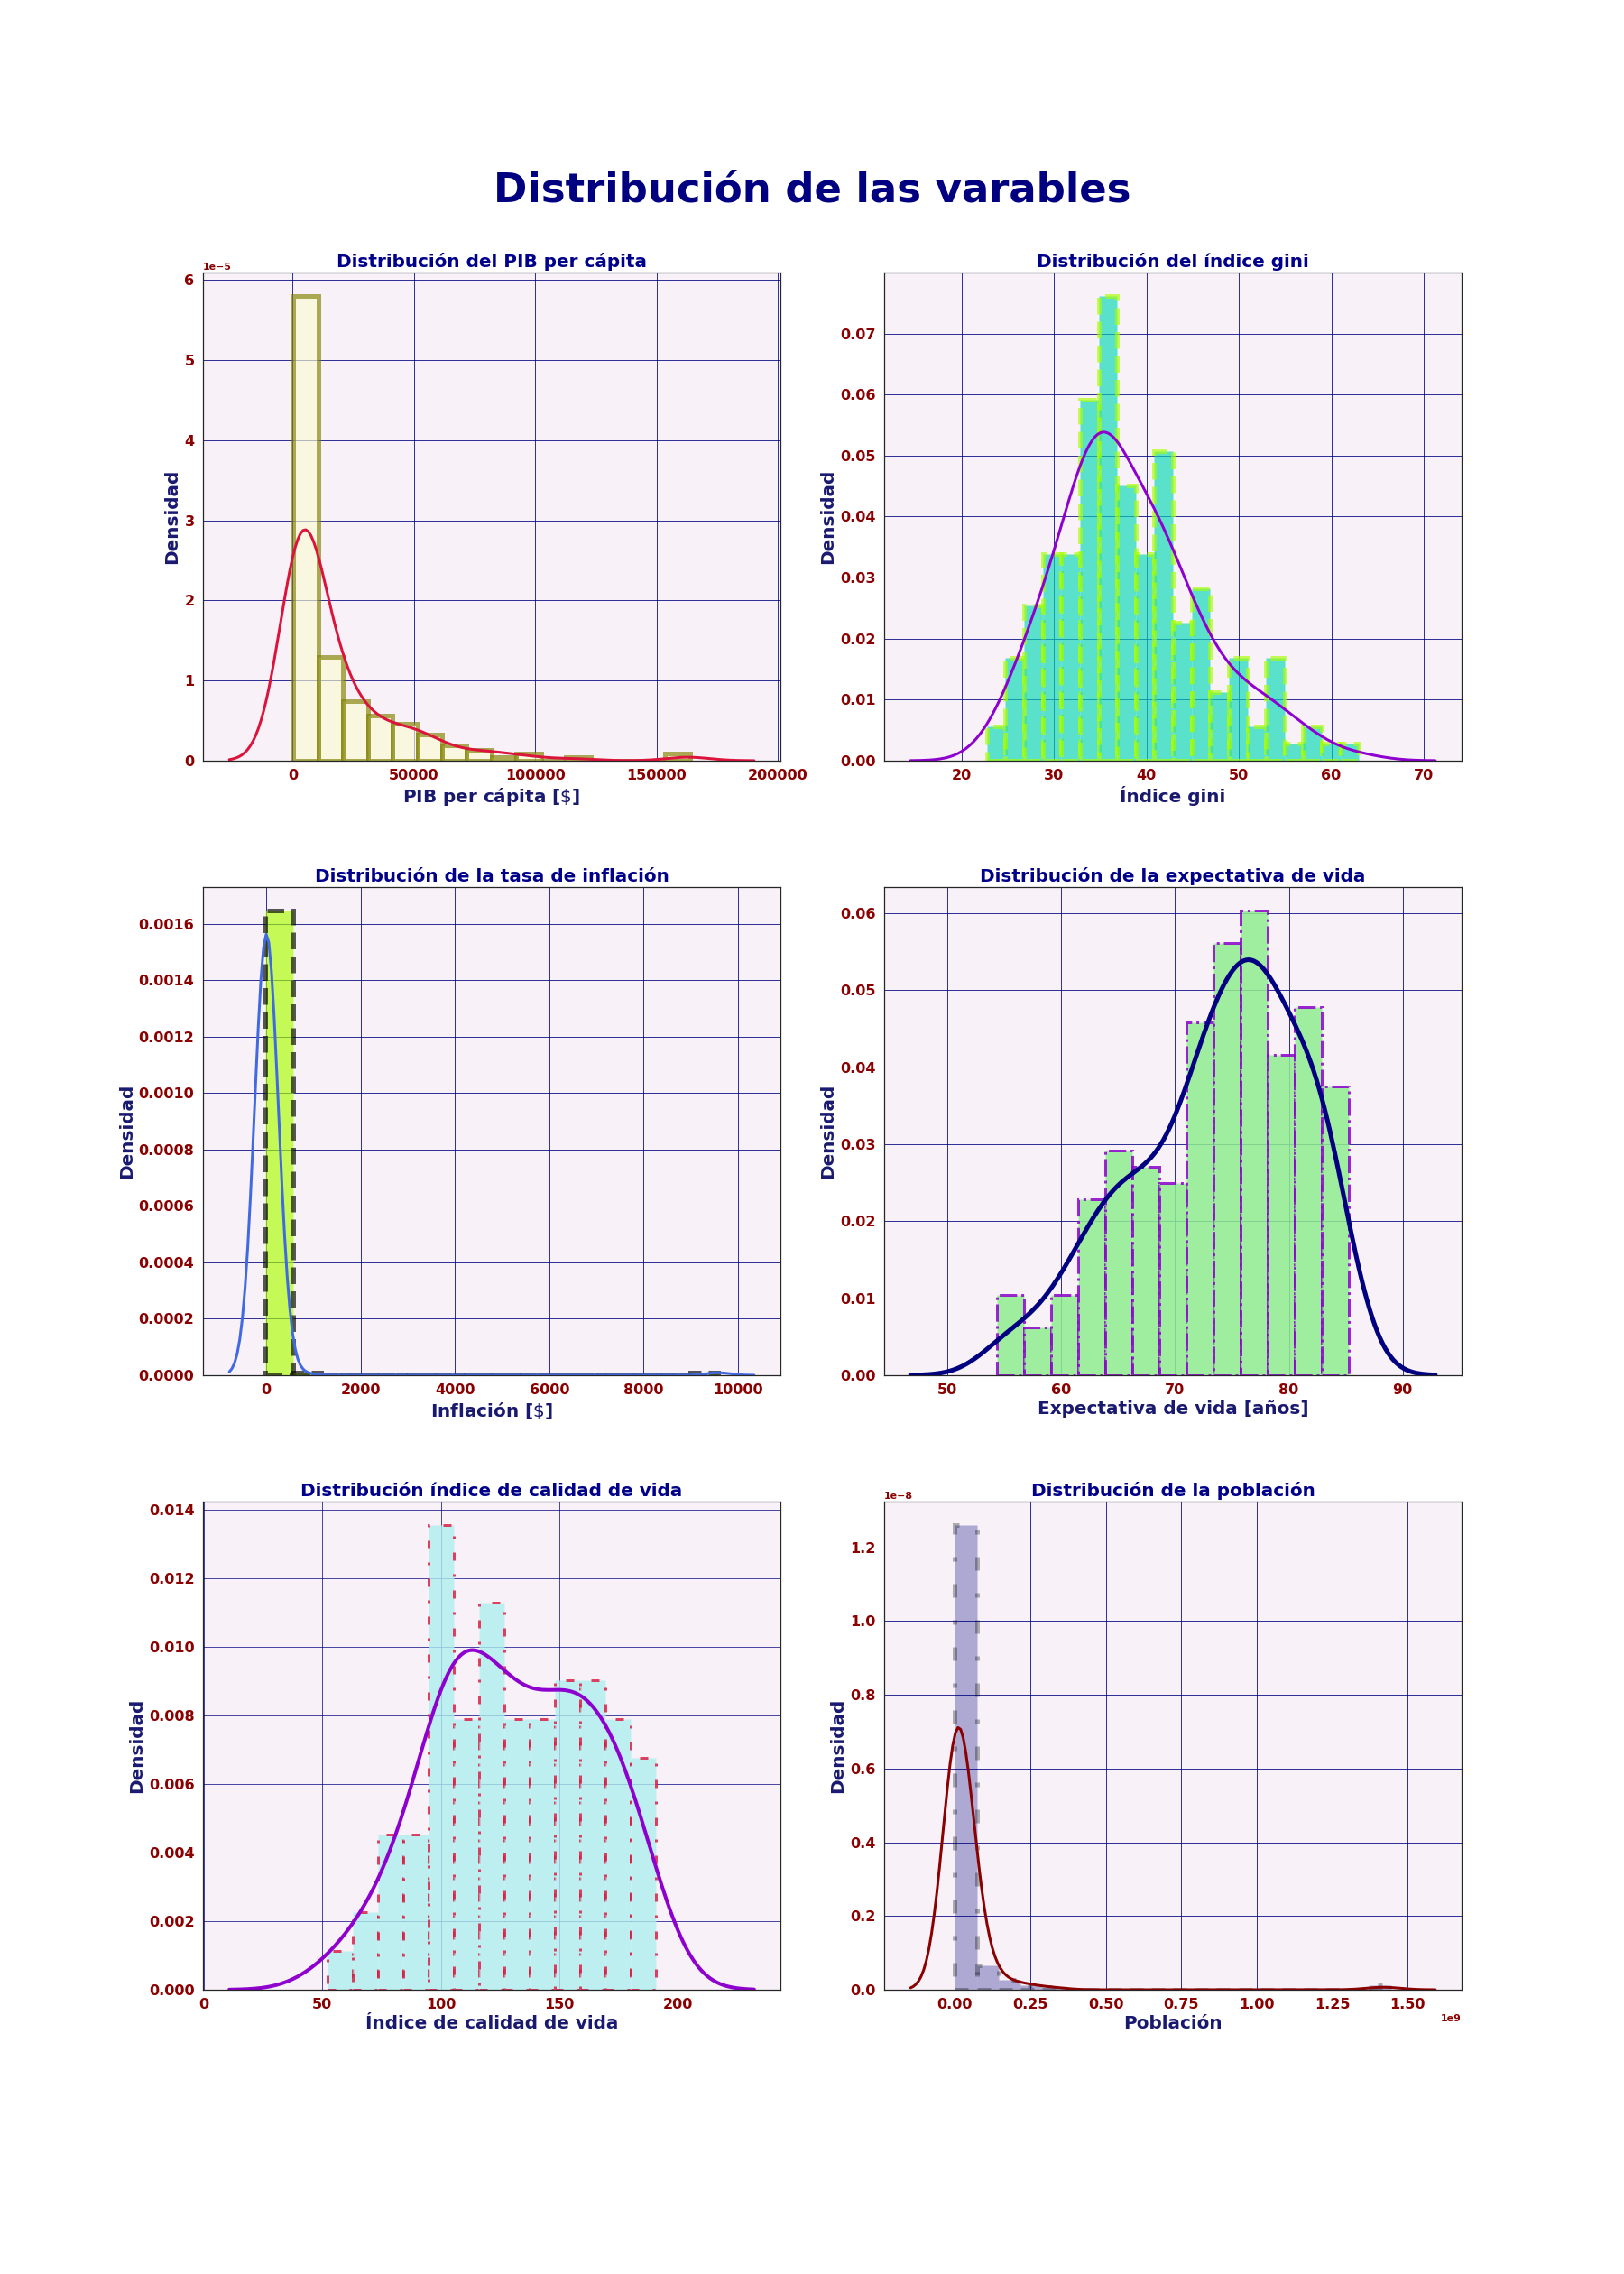 Distribución de las varables
Distribución del PIB per cápita
1e−5
6
5
4
3
2
1
0
Densidad
0 50000 100000 150000 200000
PIB per cápita [$]
Distribución del índice gini
0.07
0.06
0.05
0.04
0.03
0.02
0.01
0.00
Densidad
20 30 40 50 60 70
Índice gini
Distribución de la tasa de inflación
0.0016
0.0014
0.0012
0.0010
0.0008
0.0006
0.0004
0.0002
0.0000
Densidad
0 2000 4000 6000 8000 10000
Inflación [$]
Distribución de la expectativa de vida
0.06
0.05
0.04
0.03
0.02
0.01
0.00
Densidad
50 60 70 80 90
Expectativa de vida [años]
Distribución índice de calidad de vida
0.014
0.012
0.010
0.008
0.006
0.004
0.002
0.000
Densidad
0 50 100 150 200
Índice de calidad de vida
Distribución de la población
1e−8
1.2
1.0
0.8
0.6
0.4
0.2
0.0
Densidad
0.00 0.25 0.50 0.75 1.00 1.25 1.50
1e9
Población